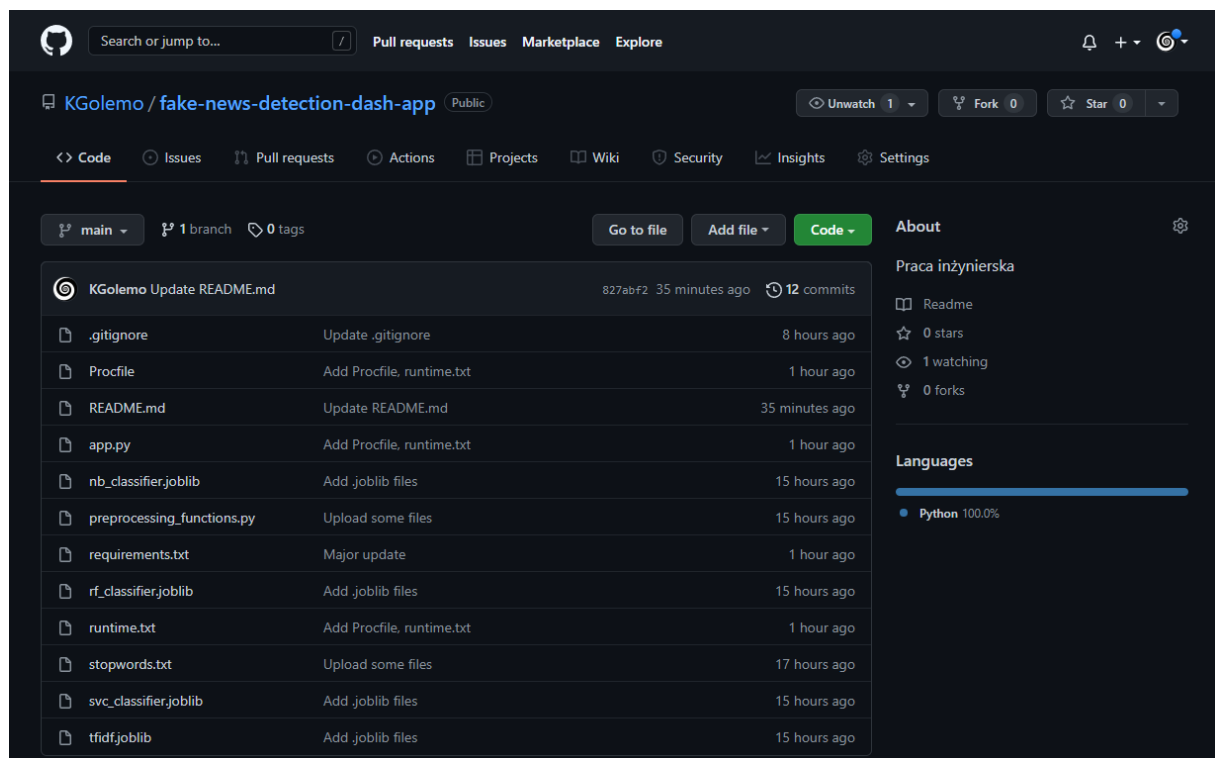 Search or jump to... / Pull requests Issues Marketplace Explore
KGolemo / fake-news-detection-dash-app Public Unwatch 1 Fork 0 Star 0
Code Issues Pull requests Actions Projects Wiki Security Insights Settings
main 1 branch 0 tags Go to file Add file Code
KGolemo Update README.md 827abf2 35 minutes ago 12 commits
.gitignore Update .gitignore 8 hours ago
Procfile Add Procfile, runtime.txt 1 hour ago
README.md Update README.md 35 minutes ago
app.py Add Procfile, runtime.txt 1 hour ago
nb_classifier.joblib Add .joblib files 15 hours ago
preprocessing_functions.py Upload some files 15 hours ago
requirements.txt Major update 1 hour ago
rf_classifier.joblib Add .joblib files 15 hours ago
runtime.txt Add Procfile, runtime.txt 1 hour ago
stopwords.txt Upload some files 17 hours ago
svc_classifier.joblib Add .joblib files 15 hours ago
tfidf.joblib Add .joblib files 15 hours ago
About
Praca inżynierska
Readme
0 stars
1 watching
0 forks
Languages
Python 100.0%